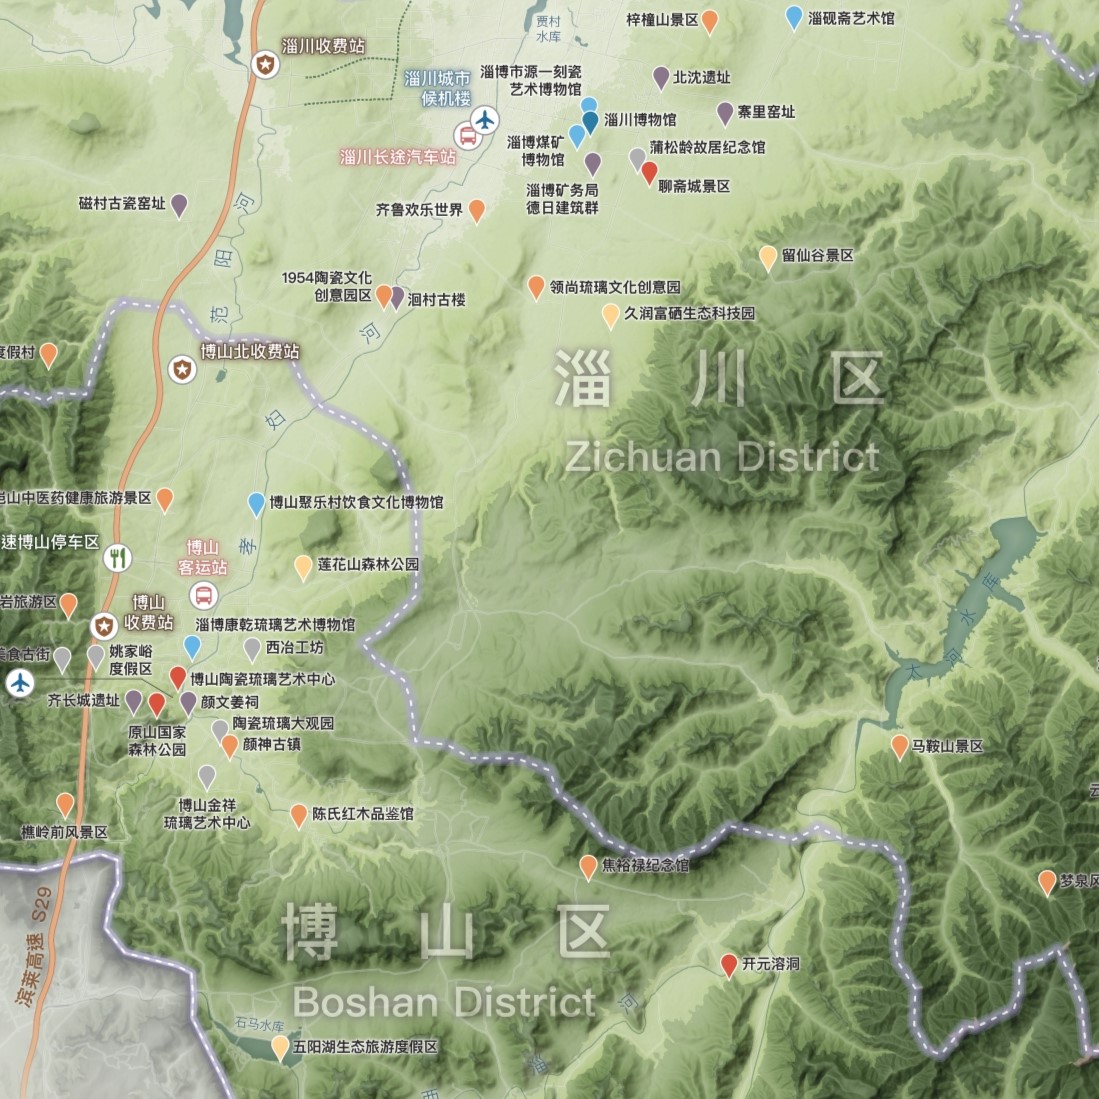 梓橦山景区
淄砚斋艺术馆
贾村
水库
淄川收费站
淄川城市
候机楼
淄博市源一刻瓷
艺术博物馆
北沈遗址
寨里窑址
淄川博物馆
淄川长途汽车站
淄博煤矿
博物馆
蒲松龄故居纪念馆
聊斋城景区
淄博矿务局
德日建筑群
磁村古瓷窑址
齐鲁欢乐世界
范阳河
留仙谷景区
1954陶瓷文化
创意园区
洄村古楼
领尚琉璃文化创意园
久润富硒生态科技园
度假村
博山北收费站
淄川区
Zichuan District
孝妇河
山中医药健康旅游景区
博山聚乐村饮食文化博物馆
速博山停车区
博山
客运站
莲花山森林公园
岩旅游区
博山
收费站
淄博康乾琉璃艺术博物馆
西冶工坊
美食古街
姚家峪
度假区
博山陶瓷琉璃艺术中心
齐长城遗址
颜文姜祠
原山国家
森林公园
陶瓷琉璃大观园
颜神古镇
太河水库
马鞍山景区
博山金祥
琉璃艺术中心
陈氏红木品鉴馆
樵岭前风景区
焦裕禄纪念馆
梦泉风
滨莱高速 S29
博山区
Boshan District
开元溶洞
石马水库
五阳湖生态旅游度假区
淄河